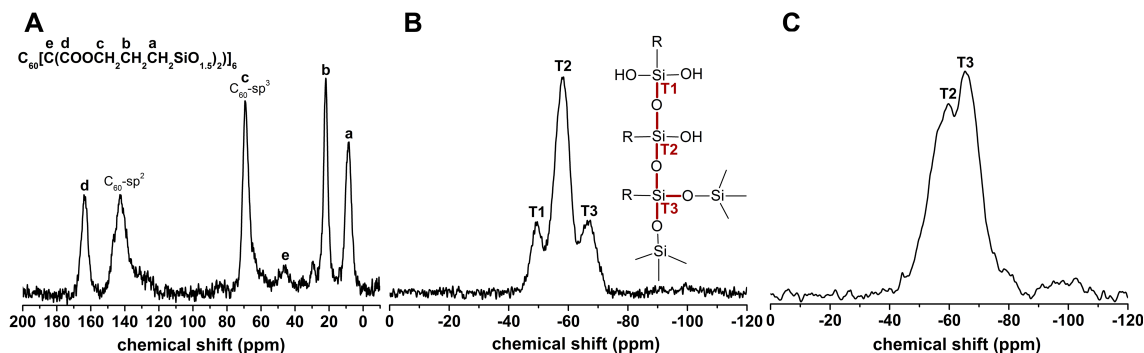 A
e d c b a
C60[C(COOCH2CH2CH2SiO1.5)2)]6
d
C60-sp2
c
C60-sp3
e
b
a
200 180 160 140 120 100 80 60 40 20 0
chemical shift (ppm)
B
T1
T2
T3
R
HO Si OH
T1
O
R Si OH
T2
O
R Si O Si
T3
O
Si
0 -20 -40 -60 -80 -100 -120
chemical shift (ppm)
C
T2
T3
0 -20 -40 -60 -80 -100 -120
chemical shift (ppm)